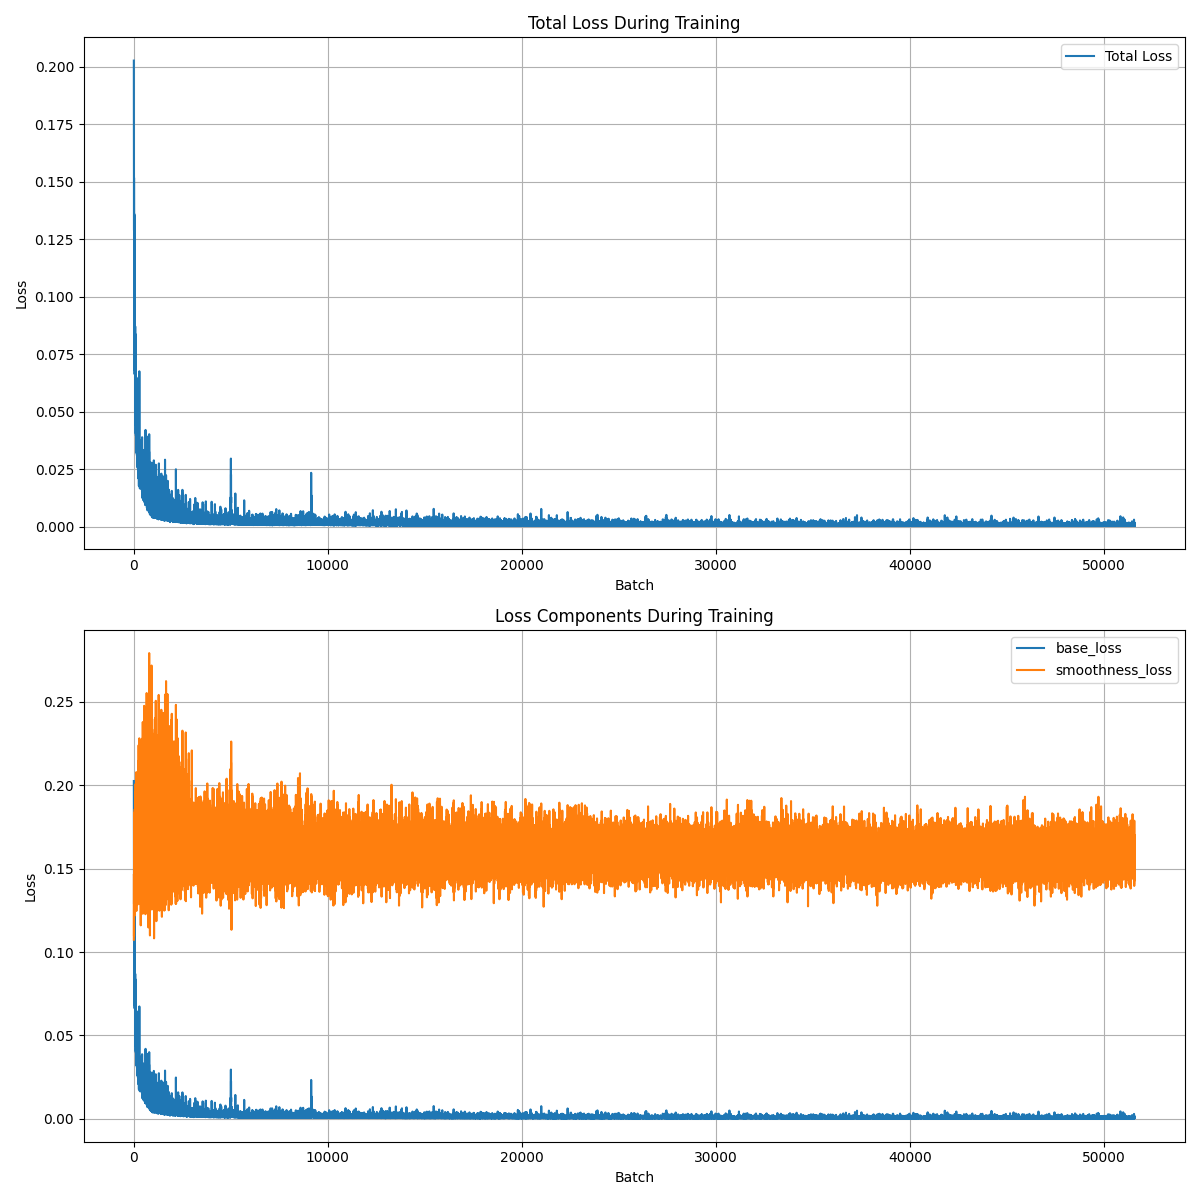 Total Loss During Training
Loss
0.200
0.175
0.150
0.125
0.100
0.075
0.050
0.025
0.000
Total Loss
0 10000 20000 30000 40000 50000
Batch
Loss Components During Training
Loss
0.25
0.20
0.15
0.10
0.05
0.00
base_loss
smoothness_loss
0 10000 20000 30000 40000 50000
Batch